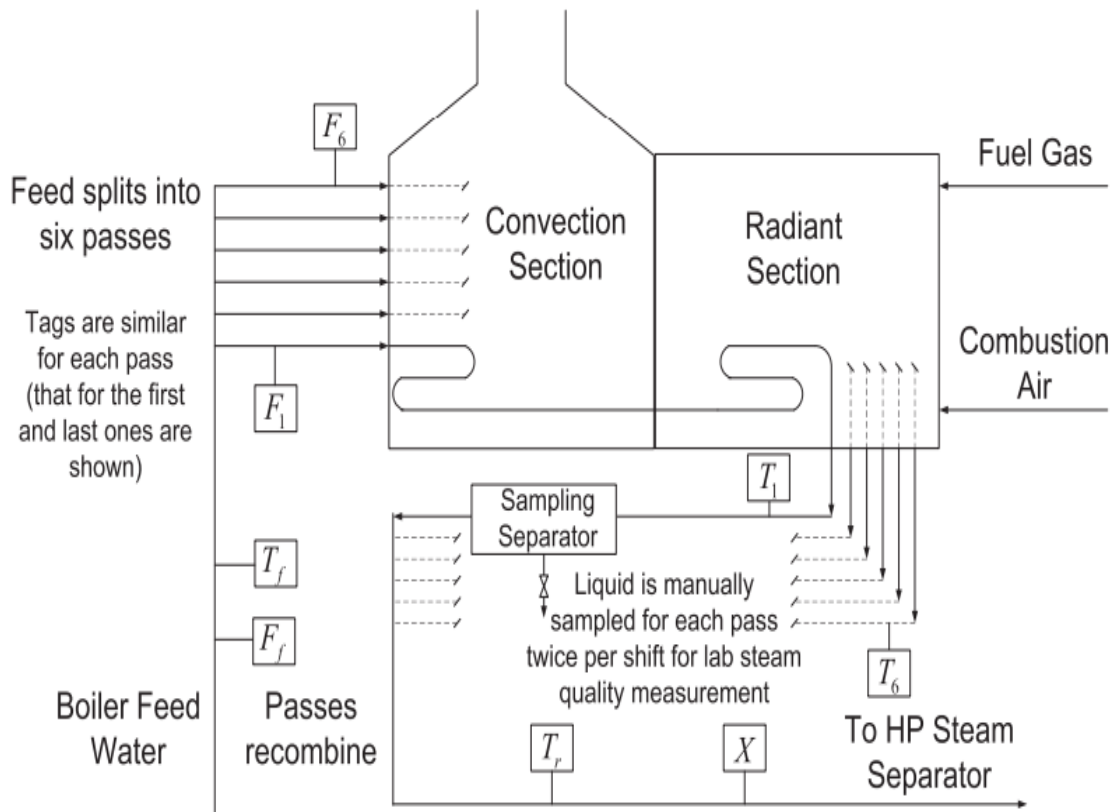 F6
Feed splits into
six passes
Convection
Section
Radiant
Section
Fuel Gas
Tags are similar
for each pass
(that for the first
and last ones are
shown)
F1
Combustion
Air
T1
Sampling
Separator
Tf
Liquid is manually
sampled for each pass
twice per shift for lab steam
quality measurement
Ff
T6
Boiler Feed
Water
Passes
recombine
Tr
X
To HP Steam
Separator